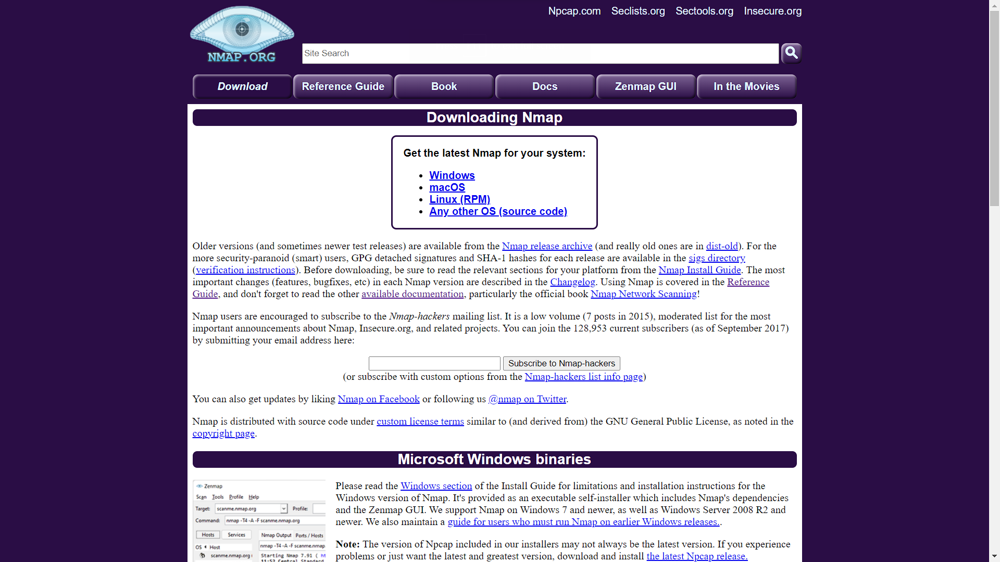 Npcap.com Seclists.org Sectools.org Insecure.org
NMAP.ORG
Site Search
Download Reference Guide Book Docs Zenmap GUI In the Movies
Downloading Nmap
Get the latest Nmap for your system:
• Windows
• macOS
• Linux (RPM)
• Any other OS (source code)
Older versions (and sometimes newer test releases) are available from the Nmap release archive (and really old ones are in dist-old). For the
more security-paranoid (smart) users, GPG detached signatures and SHA-1 hashes for each release are available in the sigs directory
(verification instructions). Before downloading, be sure to read the relevant sections for your platform from the Nmap Install Guide. The most
important changes (features, bugfixes, etc) in each Nmap version are described in the Changelog. Using Nmap is covered in the Reference
Guide, and don't forget to read the other available documentation, particularly the official book Nmap Network Scanning!
Nmap users are encouraged to subscribe to the Nmap-hackers mailing list. It is a low volume (7 posts in 2015), moderated list for the most
important announcements about Nmap, Insecure.org, and related projects. You can join the 128,953 current subscribers (as of September 2017)
by submitting your email address here:
Subscribe to Nmap-hackers
(or subscribe with custom options from the Nmap-hackers list info page)
You can also get updates by liking Nmap on Facebook or following us @nmap on Twitter.
Nmap is distributed with source code under custom license terms similar to (and derived from) the GNU General Public License, as noted in the
copyright page.
Microsoft Windows binaries
Zenmap
Scan Tools Profile Help
Target: scanme.nmap.org Profile:
Command: nmap -T4 -A -F scanme.nmap.org
Hosts Services Nmap Output Ports / Hosts
OS Host nmap -T4 -A -F scanme.nmap
scanme.nmap.org Starting Nmap 7.91 ( ht
11:52 Central Standard
Please read the Windows section of the Install Guide for limitations and installation instructions for the
Windows version of Nmap. It's provided as an executable self-installer which includes Nmap's dependencies
and the Zenmap GUI. We support Nmap on Windows 7 and newer, as well as Windows Server 2008 R2 and
newer. We also maintain a guide for users who must run Nmap on earlier Windows releases..
Note: The version of Npcap included in our installers may not always be the latest version. If you experience
problems or just want the latest and greatest version, download and install the latest Npcap release.